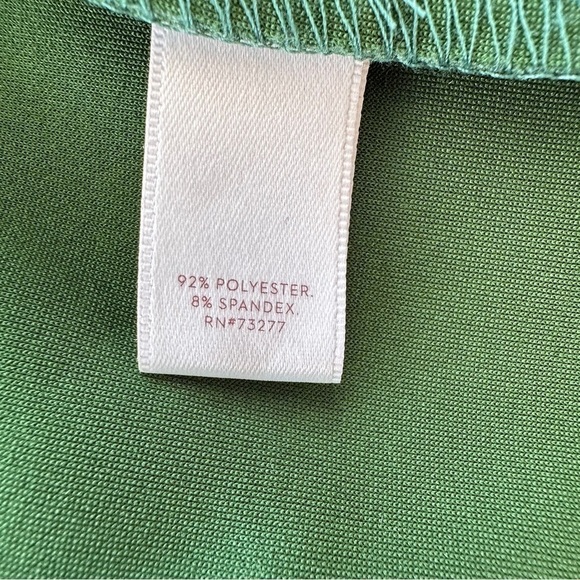 92% POLYESTER.
8% SPANDEX
RN#73277